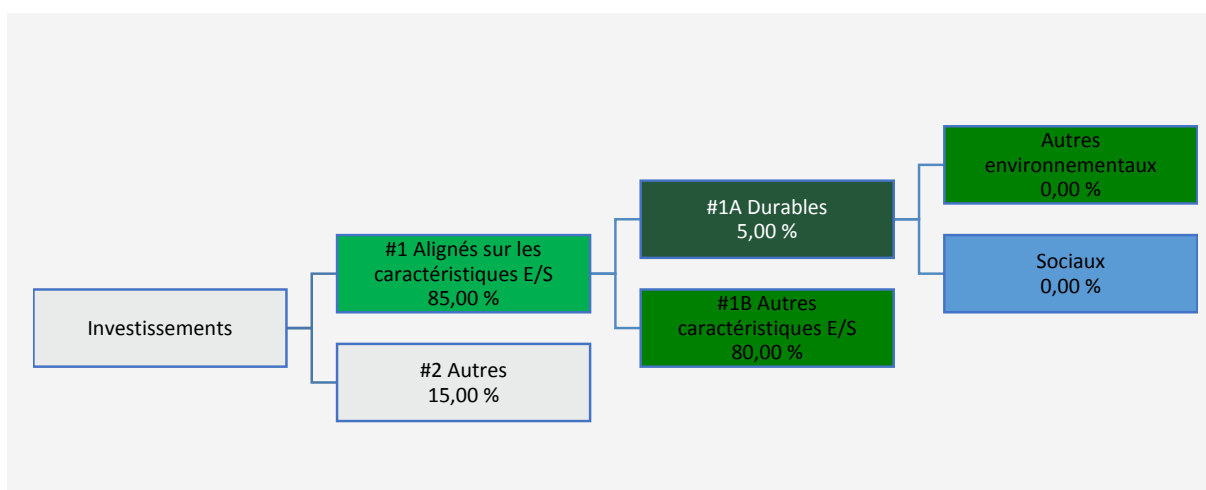 Investissements
#1 Alignés sur les
caractéristiques E/S
85,00 %
#2 Autres
15,00 %
#1A Durables
5,00 %
#1B Autres
caractéristiques E/S
80,00 %
Autres
environnementaux
0,00 %
Sociaux
0,00 %